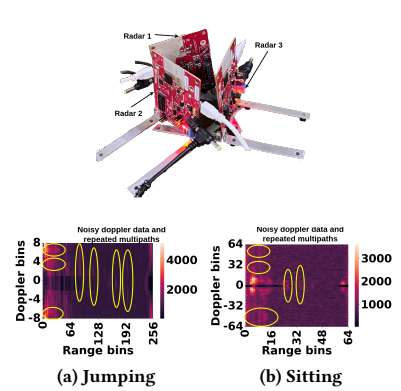 Radar 1
Radar 3
Radar 2
Noisy doppler data and
repeated multipaths
8
4
0
-4
-8
Doppler bins
0
64
128
192
256
Range bins
4000
2000
(a) Jumping
Noisy doppler data and
repeated multipaths
64
32
0
-32
-64
Doppler bins
0
16
32
48
64
Range bins
3000
2000
1000
(b) Sitting